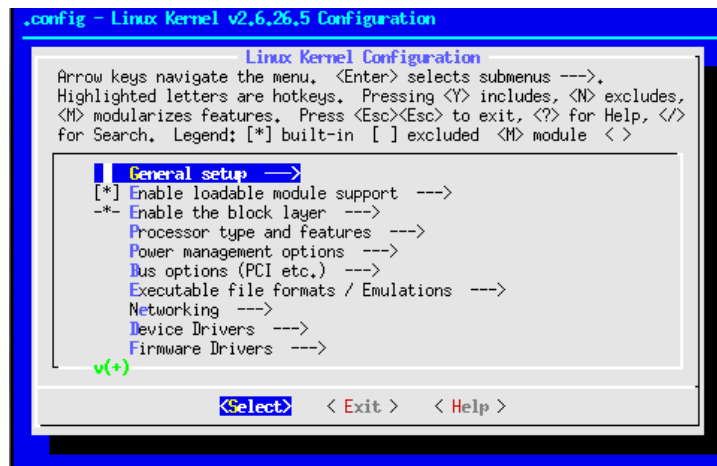 .config - Linux Kernel v2.6.26.5 Configuration
Linux Kernel Configuration
Arrow keys navigate the menu. <Enter> selects submenus --->.
Highlighted letters are hotkeys. Pressing <Y> includes, <N> excludes,
<M> modularizes features. Press <Esc><Esc> to exit, <?> for Help, </>
for Search. Legend: [*] built-in [ ] excluded <M> module < >
General setup --->
[*] Enable loadable module support --->
-*- Enable the block layer --->
Processor type and features --->
Power management options --->
Bus options (PCI etc.) --->
Executable file formats / Emulations --->
Networking --->
Device Drivers --->
Firmware Drivers --->
v(+)
<Select> < Exit > < Help >